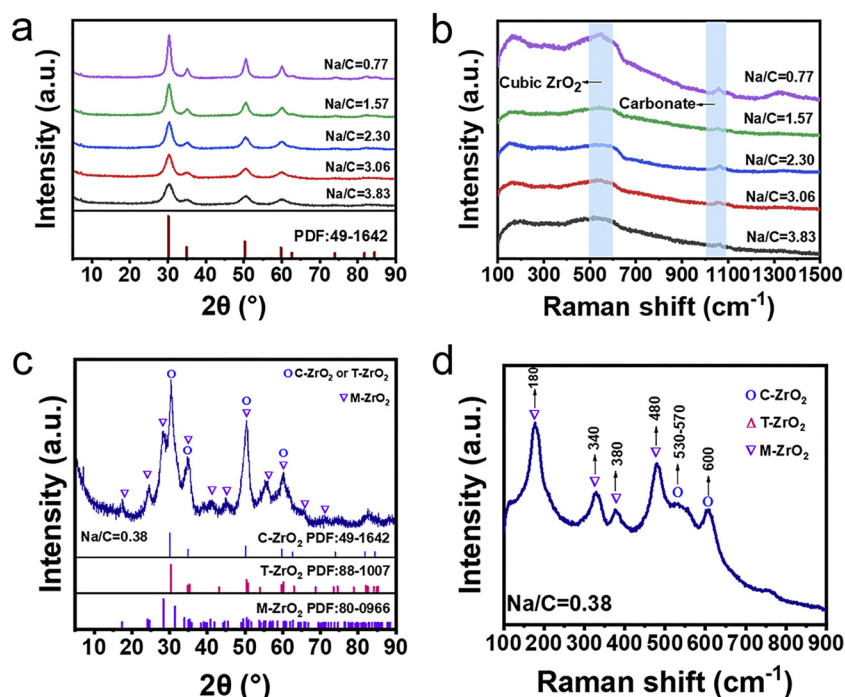 a
Intensity (a.u.)
Na/C=0.77
Na/C=1.57
Na/C=2.30
Na/C=3.06
Na/C=3.83
PDF:49-1642
10 20 30 40 50 60 70 80 90
2θ (°)
b
Intensity (a.u.)
Cubic ZrO₂
Carbonate
Na/C=0.77
Na/C=1.57
Na/C=2.30
Na/C=3.06
Na/C=3.83
100 300 500 700 900 1100 1300 1500
Raman shift (cm⁻¹)
c
Intensity (a.u.)
C-ZrO₂ or T-ZrO₂
M-ZrO₂
Na/C=0.38
C-ZrO₂ PDF:49-1642
T-ZrO₂ PDF:88-1007
M-ZrO₂ PDF:80-0966
10 20 30 40 50 60 70 80 90
2θ (°)
d
Intensity (a.u.)
180
340
380
480
530-570
600
C-ZrO₂
T-ZrO₂
M-ZrO₂
Na/C=0.38
100 200 300 400 500 600 700 800 900
Raman shift (cm⁻¹)